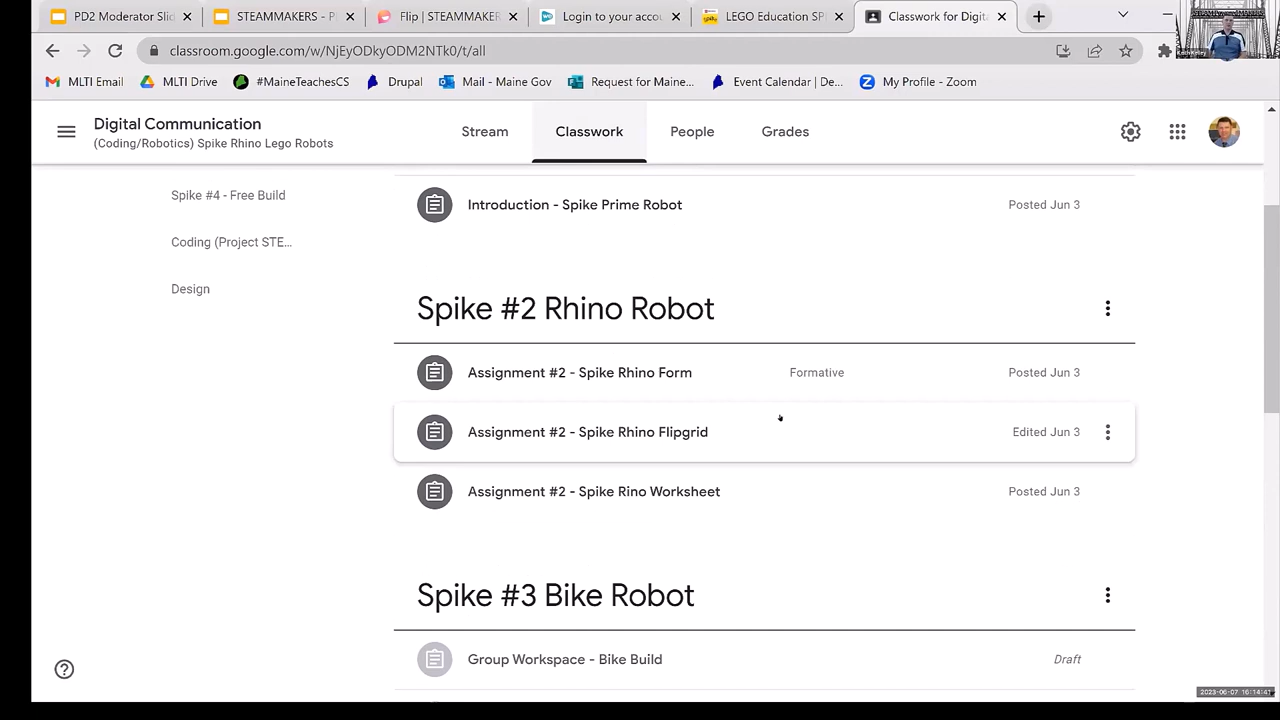 PD2 Moderator Slid
STEAMMAKERS - P
Flip | STEAMMAKE
Login to your accou
LEGO Education S
Classwork
classroom.google.com/w/NjEyODkyODM2NTk0/t/all
MLTI Email
MLTI Drive
#MaineTeachesCS
Drupal
Mail - Maine Gov
Request for Maine...
Event Calendar | De...
My Profile - Zoom
Digital Communication
(Coding/Robotics) Spike Rhino Lego Robots
Stream
Classwork
People
Grades
Spike #4 - Free Build
Coding (Project STE...
Design
Introduction - Spike Prime Robot
Posted Jun 3
Spike #2 Rhino Robot
Assignment #2 - Spike Rhino Form
Formative
Posted Jun 3
Assignment #2 - Spike Rhino Flipgrid
Edited Jun 3
Assignment #2 - Spike Rino Worksheet
Posted Jun 3
Spike #3 Bike Robot
Group Workspace - Bike Build
Draft